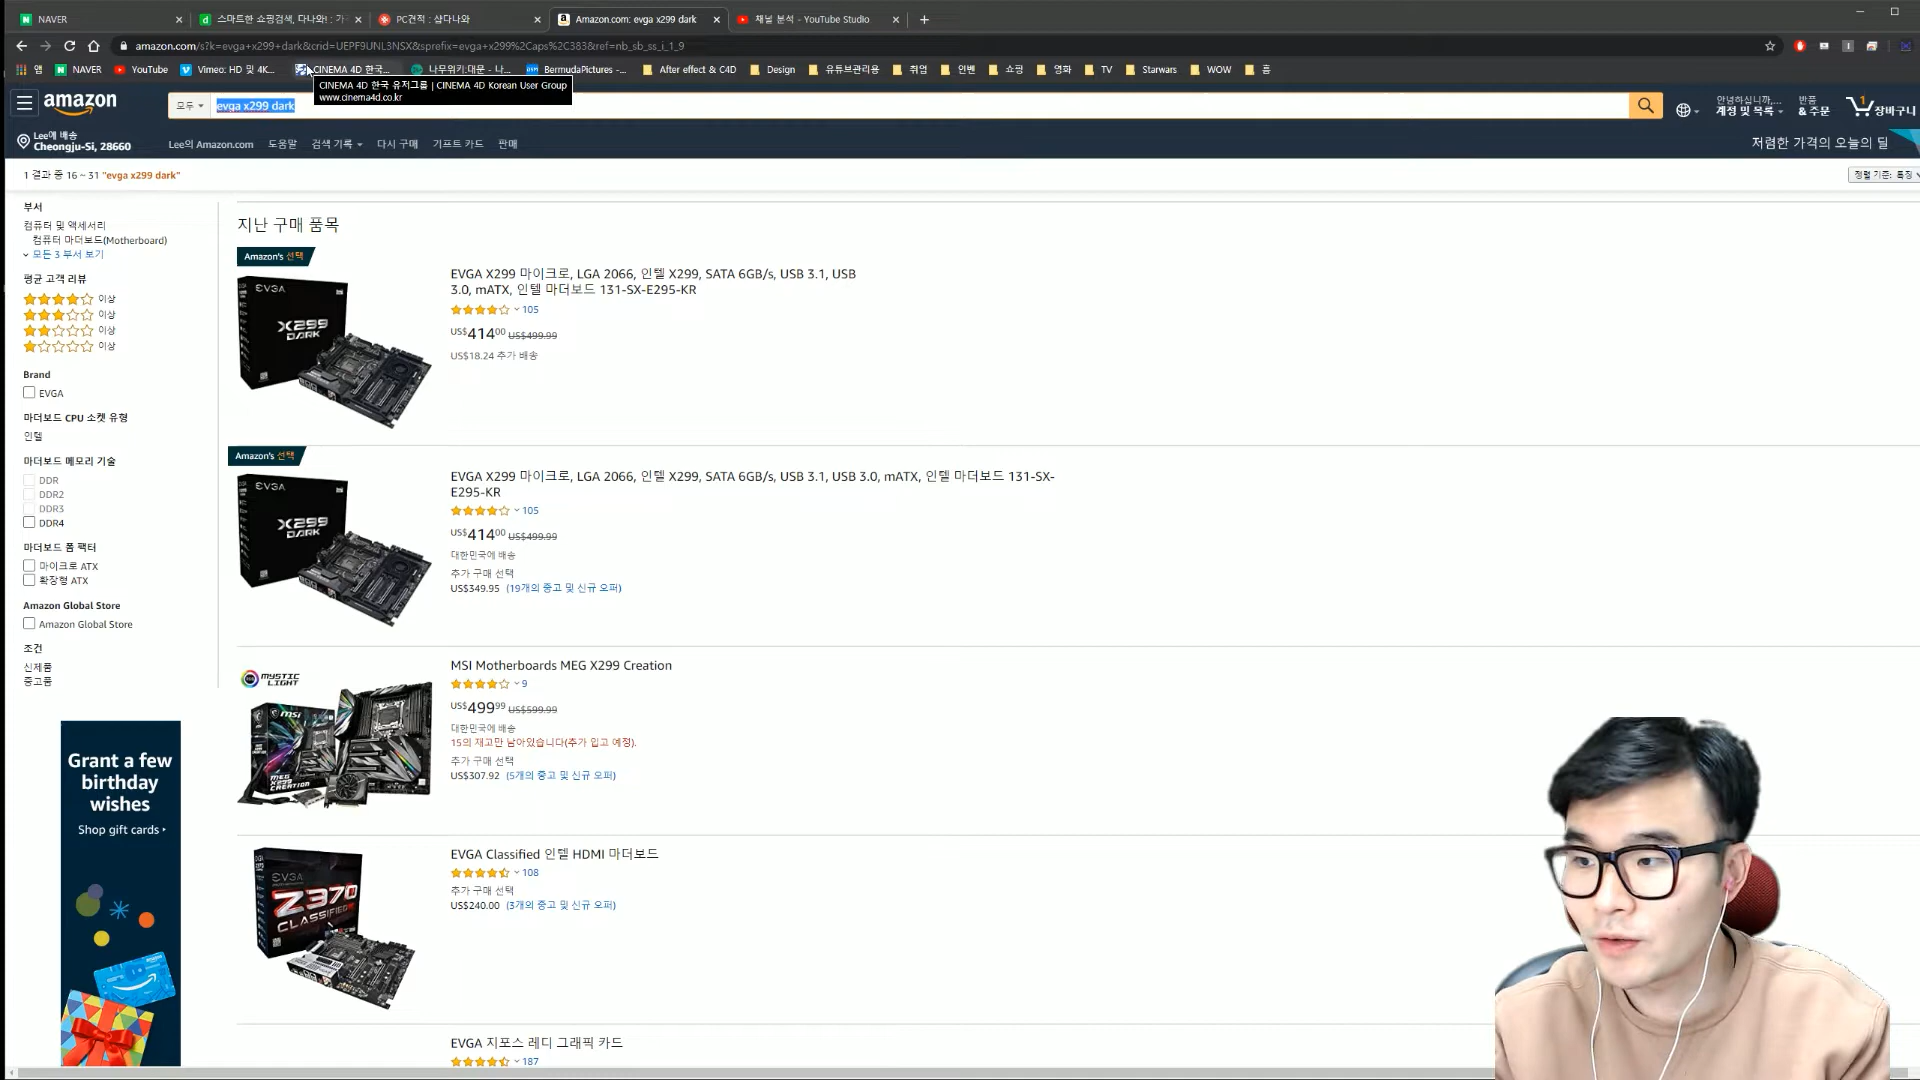 NAVER
스마트한 쇼핑검색, 다나와! : 가
PC견적 : 샵다나와
Amazon.com: evga x299 dark
채널 분석 - YouTube Studio
amazon.com/s?k=evga+x299+dark&crid=UEPF9UNL3NSX&sprefix=evga+x299%2Caps%2C383&ref=nb_sb_ss_i_1_9
앱
NAVER
YouTube
Vimeo: HD 및 4K...
CINEMA 4D 한국...
나무위키:대문 - 나...
BermudaPictures -...
After effect & C4D
Design
유튜브관리용
취업
인벤
쇼핑
영화
TV
Starwars
WOW
홈
CINEMA 4D 한국 유저그룹 | CINEMA 4D Korean User Group
www.cinema4d.co.kr
amazon
모두
evga x299 dark
안녕하십니까,...
계정 및 목록
반품
& 주문
1
장바구니
Lee에 배송
Cheongju-Si, 28660
Lee의 Amazon.com
도움말
검색 기록
다시 구매
기프트 카드
판매
저렴한 가격의 오늘의 딜
1 결과 중 16 ~ 31 "evga x299 dark"
정렬 기준: 특징
부서
컴퓨터 및 액세서리
컴퓨터 마더보드(Motherboard)
모든 3 부서 보기
평균 고객 리뷰
이상
이상
이상
이상
Brand
EVGA
마더보드 CPU 소켓 유형
인텔
마더보드 메모리 기술
DDR
DDR2
DDR3
DDR4
마더보드 폼 팩터
마이크로 ATX
확장형 ATX
Amazon Global Store
Amazon Global Store
조건
신제품
중고품
Grant a few
birthday
wishes
Shop gift cards
지난 구매 품목
Amazon's 선택
EVGA
X299
DARK
EVGA X299 마이크로, LGA 2066, 인텔 X299, SATA 6GB/s, USB 3.1, USB
3.0, mATX, 인텔 마더보드 131-SX-E295-KR
105
US$414⁰⁰ US$499.99
US$18.24 추가 배송
Amazon's 선택
EVGA
X299
DARK
EVGA X299 마이크로, LGA 2066, 인텔 X299, SATA 6GB/s, USB 3.1, USB 3.0, mATX, 인텔 마더보드 131-SX-
E295-KR
105
US$414⁰⁰ US$499.99
대한민국에 배송
추가 구매 선택
US$349.95 (19개의 중고 및 신규 오퍼)
MYSTIC
LIGHT
msi
MEG
X299
CREATION
MSI Motherboards MEG X299 Creation
9
US$499⁹⁹ US$599.99
대한민국에 배송
15의 재고만 남아있습니다(추가 입고 예정).
추가 구매 선택
US$307.92 (5개의 중고 및 신규 오퍼)
EVGA
Z370
CLASSIFIED
EVGA Classified 인텔 HDMI 마더보드
108
추가 구매 선택
US$240.00 (3개의 중고 및 신규 오퍼)
EVGA 지포스 레디 그래픽 카드
187